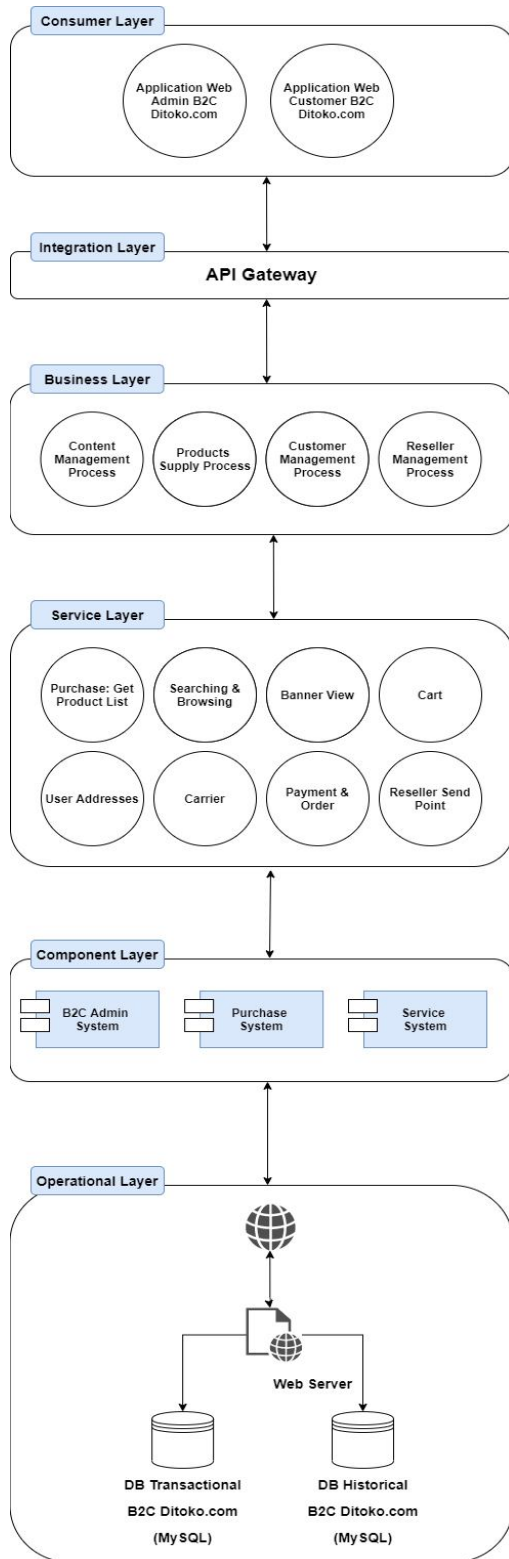 Consumer Layer
Application Web
Admin B2C
Ditoko.com
Application Web
Customer B2C
Ditoko.com
Integration Layer
API Gateway
Business Layer
Content
Management
Process
Products
Supply Process
Customer
Management
Process
Reseller
Management
Process
Service Layer
Purchase: Get
Product List
Searching &
Browsing
Banner View
Cart
User Addresses
Carrier
Payment &
Order
Reseller Send
Point
Component Layer
B2C Admin
System
Purchase
System
Service
System
Operational Layer
Web Server
DB Transactional
B2C Ditoko.com
(MySQL)
DB Historical
B2C Ditoko.com
(MySQL)